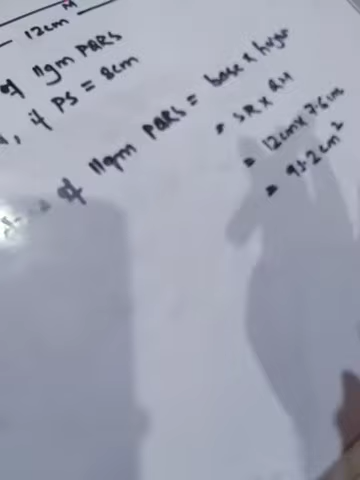 M
12cm
of llgm PQRS
, if PS = 8cm
of llgm PQRS = base x height
= SR x QM
= 12cm x 7.6 cm
= 91.2 cm²